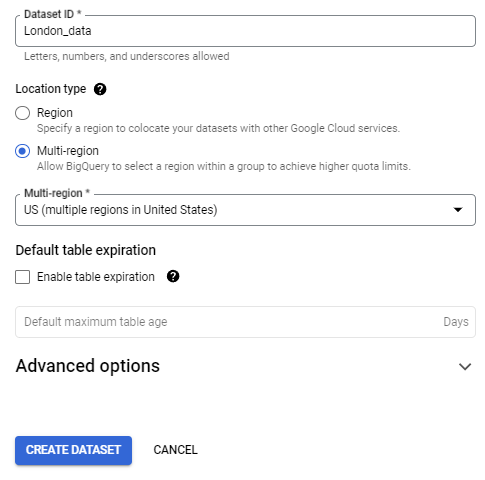 Dataset ID *
London_data
Letters, numbers, and underscores allowed
Location type ?
Region
Specify a region to colocate your datasets with other Google Cloud services.
Multi-region
Allow BigQuery to select a region within a group to achieve higher quota limits.
Multi-region *
US (multiple regions in United States)
Default table expiration
Enable table expiration ?
Default maximum table age Days
Advanced options
CREATE DATASET CANCEL